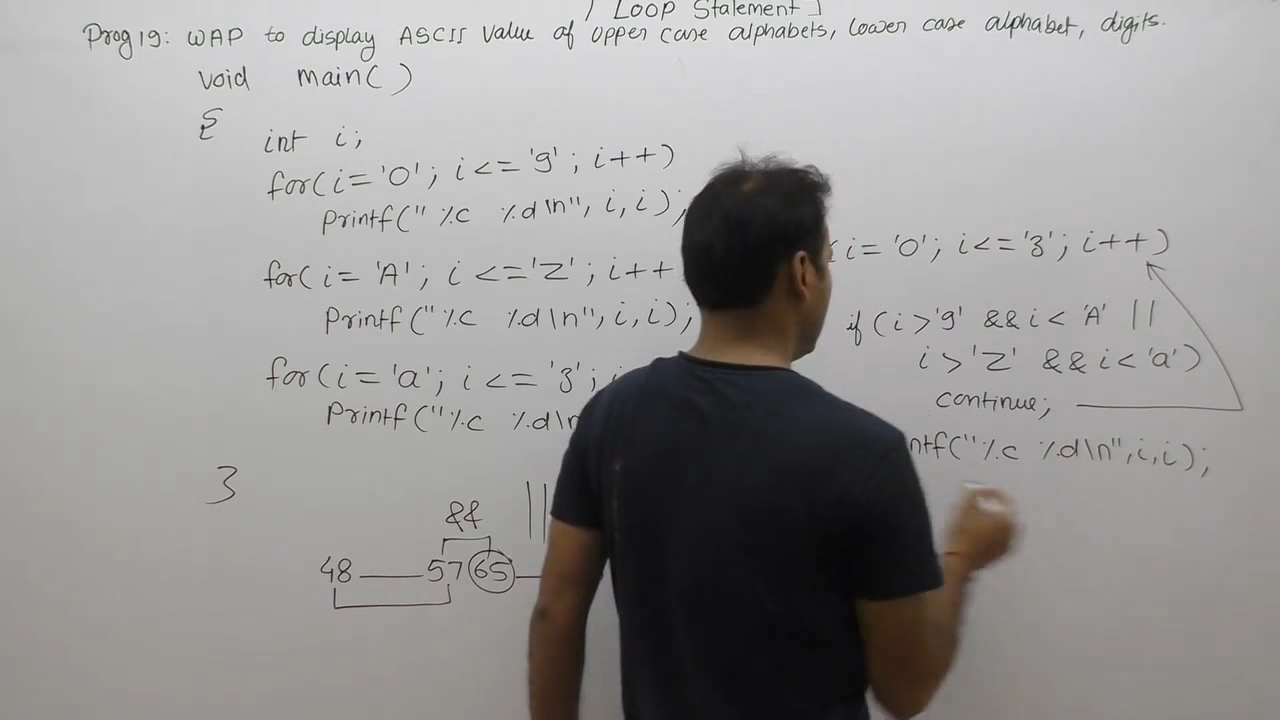 [ Loop Statement ]
Prog 19: WAP to display ASCII value of upper case alphabets, lower case alphabet, digits.
void main( )
{
int i;
for(i='0'; i<='9'; i++)
Printf("%c %d\n", i,i);
for(i='A'; i<='Z'; i++
Printf("%c %d\n", i,i);
for(i='a'; i<='z';
Printf("%c %d\n
}
&& ||
48 57 65
(i='0'; i<='z'; i++)
if (i>'9' && i<'A' ||
i>'Z' && i<'a')
continue;
ntf("%c %d\n",i,i);